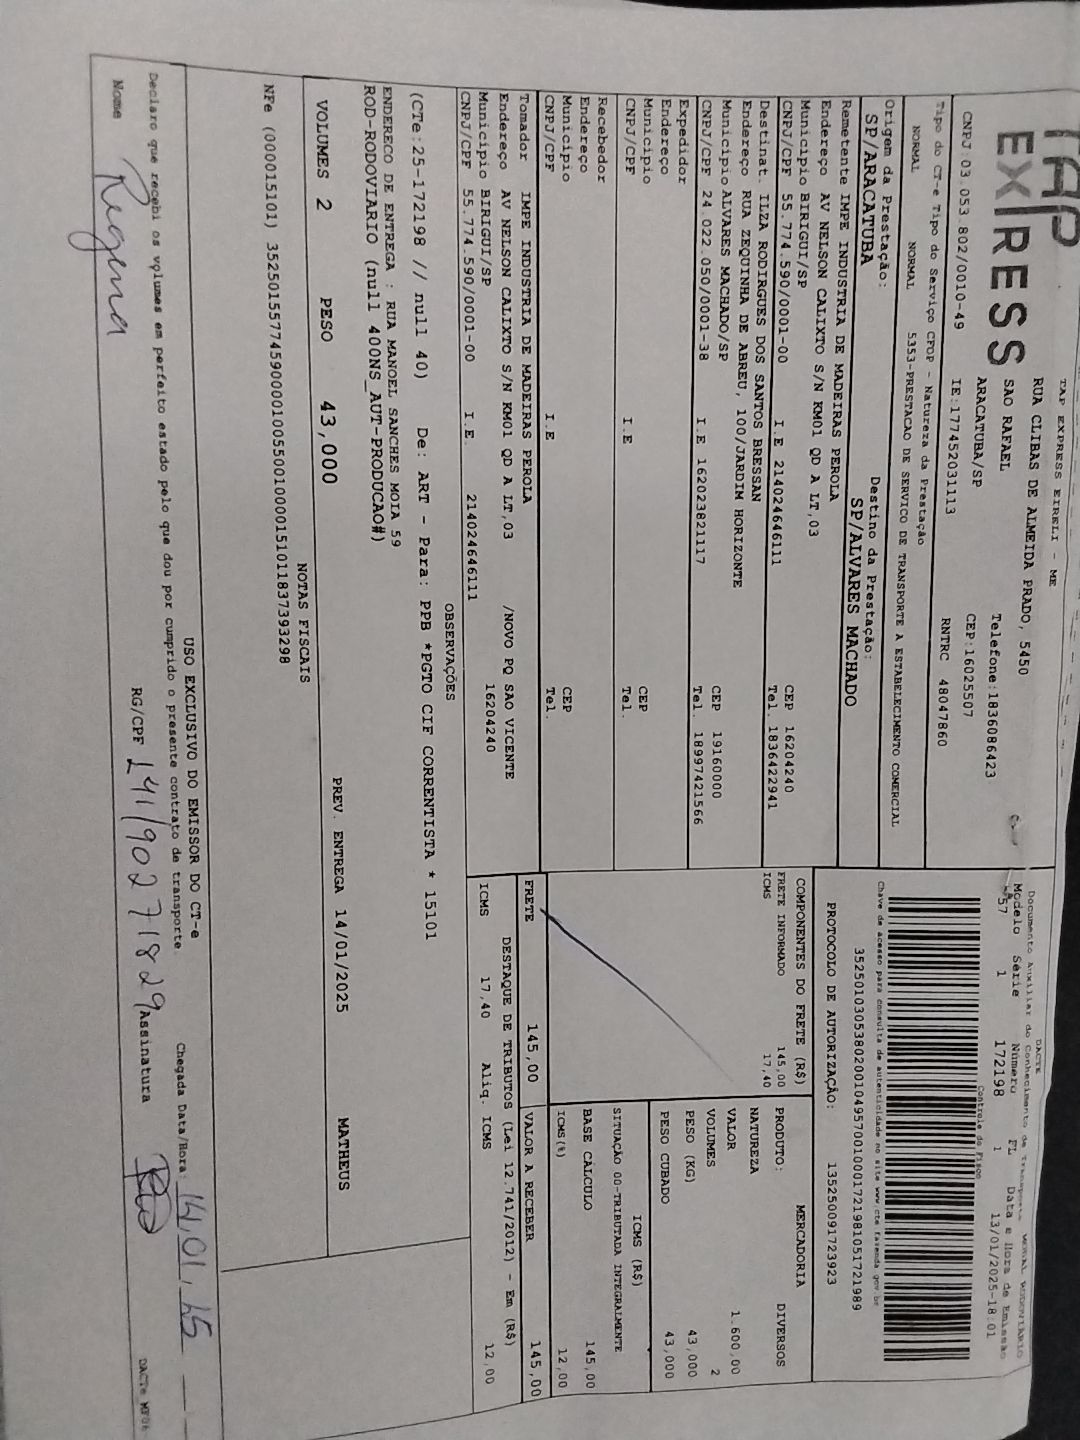 TAP
EXPRESS
TAP EXPRESS EIRELI - ME
RUA CLIBAS DE ALMEIDA PRADO, 5450
SAO RAFAEL
ARACATUBA/SP
Telefone:1836086423
CEP:16025507
CNPJ:03.053.802/0010-49 IE:177452031113 RNTRC 48047860
DACTE
Documento Auxiliar do Conhecimento de Transporte
Modelo Série Número FL Data e Hora de Emissão
57 1 172198 1 13/01/2025-18:01
Controle do Fisco
Chave de acesso para consulta de autenticidade no site www.cte.fazenda.gov.br
35250103053802001049570010001721981051721989
PROTOCOLO DE AUTORIZAÇÃO: 135250091723923
Tipo do CT-e Tipo do Serviço CFOP - Natureza da Prestação
NORMAL NORMAL 5353-PRESTACAO DE SERVICO DE TRANSPORTE A ESTABELECIMENTO COMERCIAL
Origem da Prestação: Destino da Prestação:
SP/ARACATUBA SP/ALVARES MACHADO
Remetente IMPE INDUSTRIA DE MADEIRAS PEROLA
Endereço AV NELSON CALIXTO S/N KM01 QD A LT,03
Município BIRIGUI/SP CEP 16204240
CNPJ/CPF 55.774.590/0001-00 I.E 214024646111 Tel. 1836422941
Destinat. ILZA RODIRGUES DOS SANTOS BRESSAN
Endereço RUA ZEQUINHA DE ABREU, 100/JARDIM HORIZONTE
Município ALVARES MACHADO/SP CEP 19160000
CNPJ/CPF 24.022.050/0001-38 I.E 162023821117 Tel. 18997421566
Expedidor
Endereço
Município CEP
CNPJ/CPF I.E Tel.
Recebedor
Endereço
Município CEP
CNPJ/CPF I.E Tel.
Tomador IMPE INDUSTRIA DE MADEIRAS PEROLA
Endereço AV NELSON CALIXTO S/N KM01 QD A LT,03 /NOVO PQ SAO VICENTE
Município BIRIGUI/SP 16204240
CNPJ/CPF 55.774.590/0001-00 I.E. 214024646111
COMPONENTES DO FRETE (R$)
FRETE INFORMADO 145,00
ICMS 17,40
PRODUTO: MERCADORIA
NATUREZA DIVERSOS
VALOR 1.600,00
VOLUMES 2
PESO (KG) 43,000
PESO CUBADO 43,000
ICMS (R$)
SITUAÇÃO 00-TRIBUTADA INTEGRALMENTE
BASE CALCULO 145,00
ICMS(%) 12,00
FRETE 145,00 VALOR A RECEBER 145,00
DESTAQUE DE TRIBUTOS (Lei 12.741/2012) - Em (R$)
ICMS 17,40 Aliq. ICMS 12,00
OBSERVAÇÕES
(CTe:25-172198 // null 40) De: ART - Para: PPB *PGTO CIF CORRENTISTA * 15101
ENDERECO DE ENTREGA : RUA MANOEL SANCHES MOIA 59
ROD-RODOVIARIO (null 400NS_AUT-PRODUCAO#)
VOLUMES 2 PESO 43,000 PREV. ENTREGA 14/01/2025 MATHEUS
NOTAS FISCAIS
NFe (000015101) 35250155774590000100550010000151011837393298
USO EXCLUSIVO DO EMISSOR DO CT-e
Declaro que recebi os volumes em perfeito estado pelo que dou por cumprido o presente contrato de transporte.
Chegada Data/Hora: 14/01/25
Nome Regina RG/CPF Assinatura
DACTe